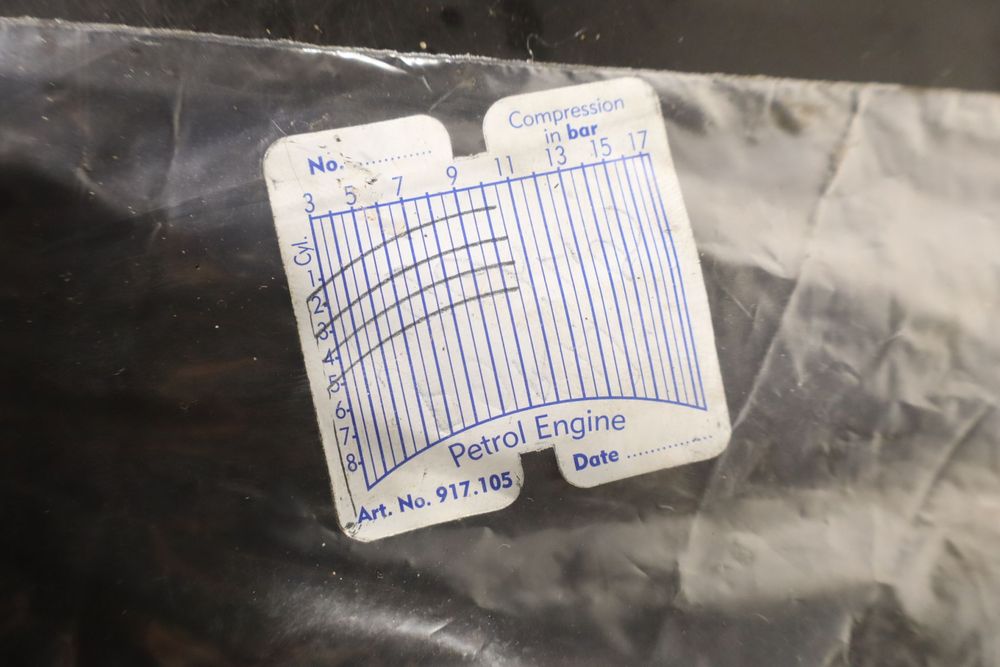 No. ..............
Compression
in bar
3 5 7 9 11 13 15 17
Cyl.
1
2
3
4
5
6
7
8
Petrol Engine
Art. No. 917.105
Date ..............